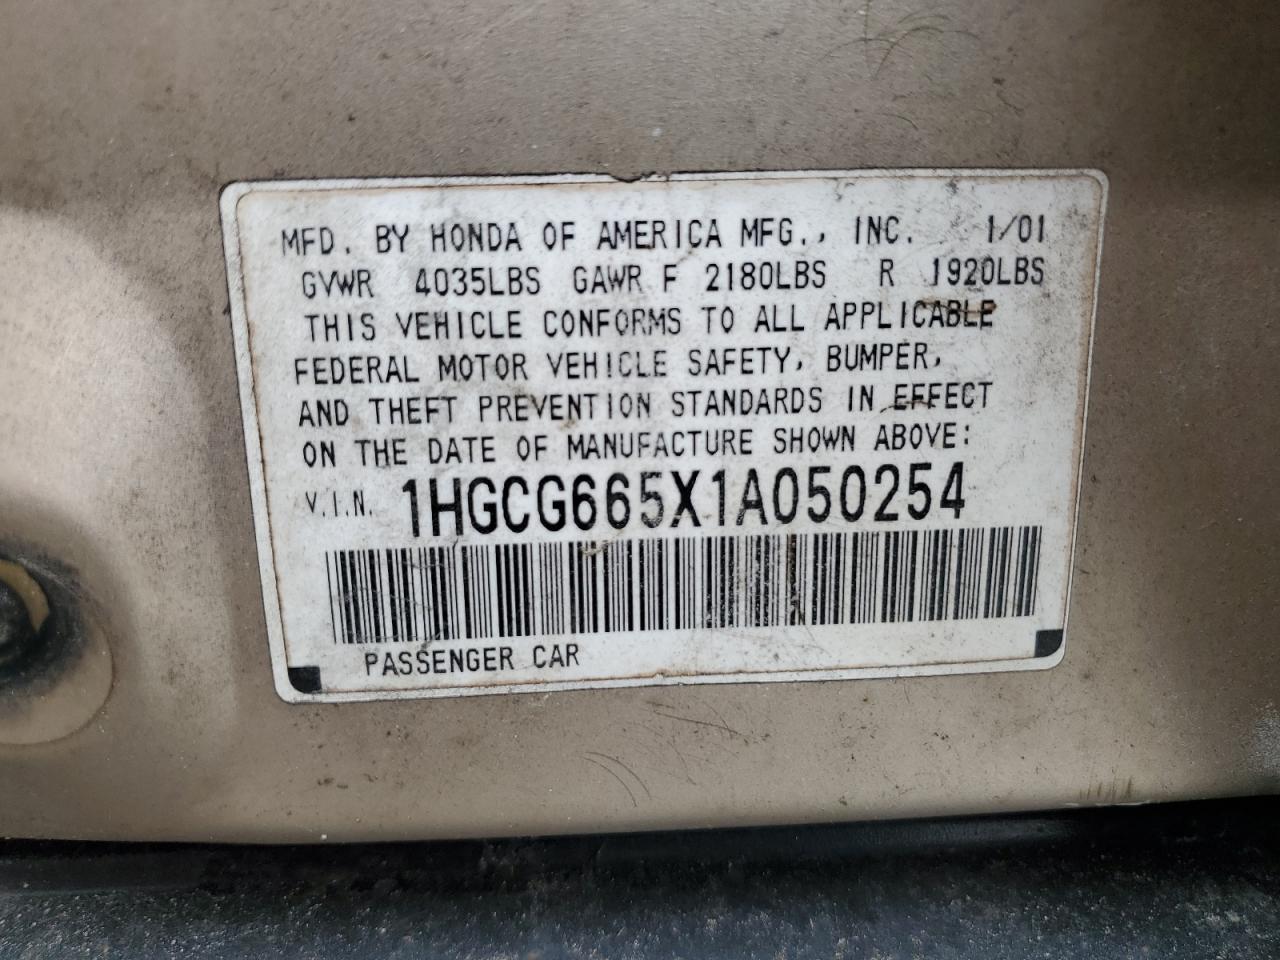 MFD. BY HONDA OF AMERICA MFG., INC. 1/01
GVWR 4035LBS GAWR F 2180LBS R 1920LBS
THIS VEHICLE CONFORMS TO ALL APPLICABLE
FEDERAL MOTOR VEHICLE SAFETY, BUMPER,
AND THEFT PREVENTION STANDARDS IN EFFECT
ON THE DATE OF MANUFACTURE SHOWN ABOVE:
V.I.N. 1HGCG665X1A050254
PASSENGER CAR